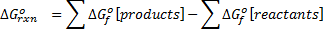 ΔG°rxn = ∑ΔG°f[products] − ∑ΔG°f[reactants]